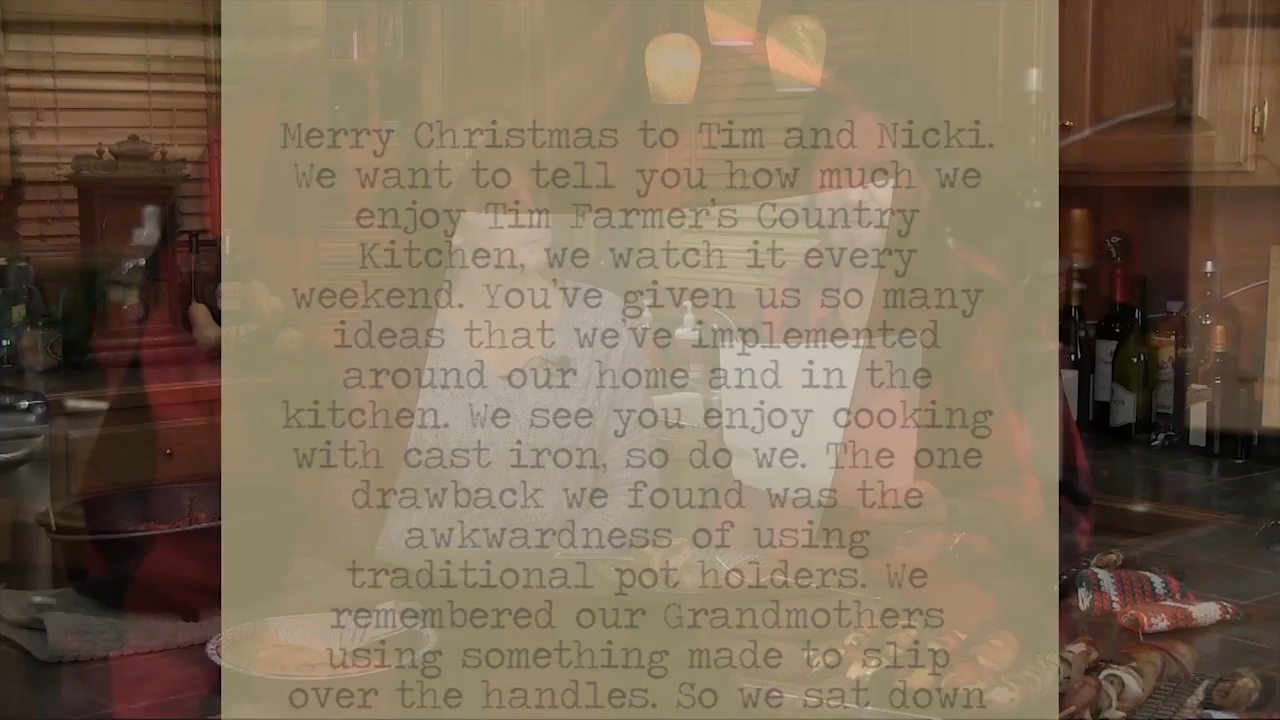 Merry Christmas to Tim and Nicki.
We want to tell you how much we
enjoy Tim Farmer's Country
Kitchen, we watch it every
weekend. You've given us so many
ideas that we've implemented
around our home and in the
kitchen. We see you enjoy cooking
with cast iron, so do we. The one
drawback we found was the
awkwardness of using
traditional pot holders. We
remembered our Grandmothers
using something made to slip
over the handles. So we sat down